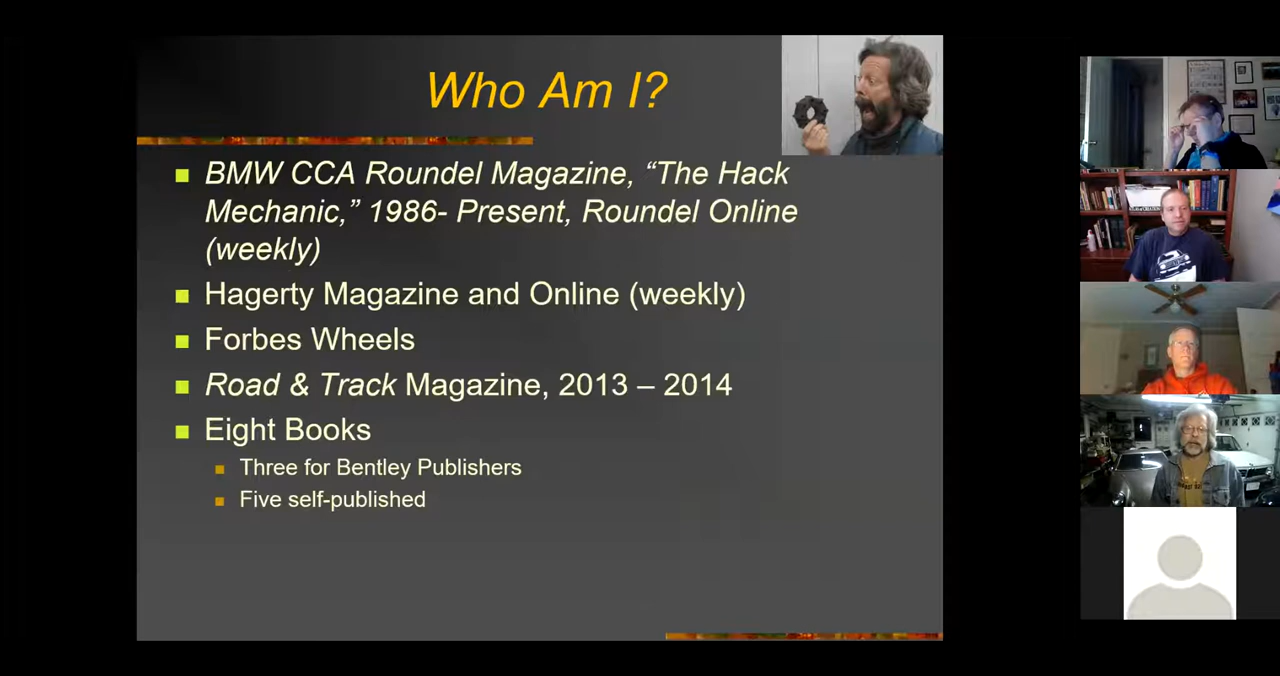 Who Am I?
BMW CCA Roundel Magazine, “The Hack
Mechanic,” 1986- Present, Roundel Online
(weekly)
Hagerty Magazine and Online (weekly)
Forbes Wheels
Road & Track Magazine, 2013 – 2014
Eight Books
Three for Bentley Publishers
Five self-published